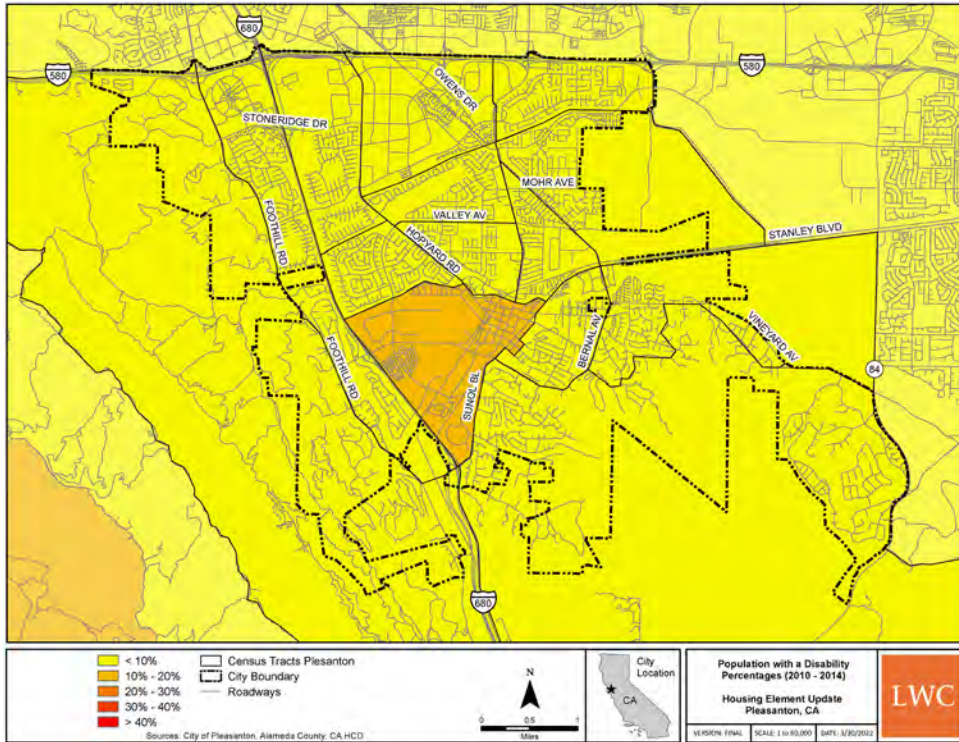 680
580
580
OWENS DR
STONERIDGE DR
MOHR AVE
VALLEY AV
STANLEY BLVD
FOOTHILL RD
HOPYARD RD
BERNAL AV
VINEYARD AV
FOOTHILL RD
SUNOL BL
84
680
< 10%
10% - 20%
20% - 30%
30% - 40%
> 40%
Census Tracts Plesanton
City Boundary
Roadways
Sources: City of Pleasanton, Alameda County, CA HCD
N
0 0.5 1
Miles
City
Location
CA
Population with a Disability
Percentages (2010 - 2014)
Housing Element Update
Pleasanton, CA
VERSION: FINAL
SCALE: 1 to 60,000
DATE: 3/30/2022
LWC